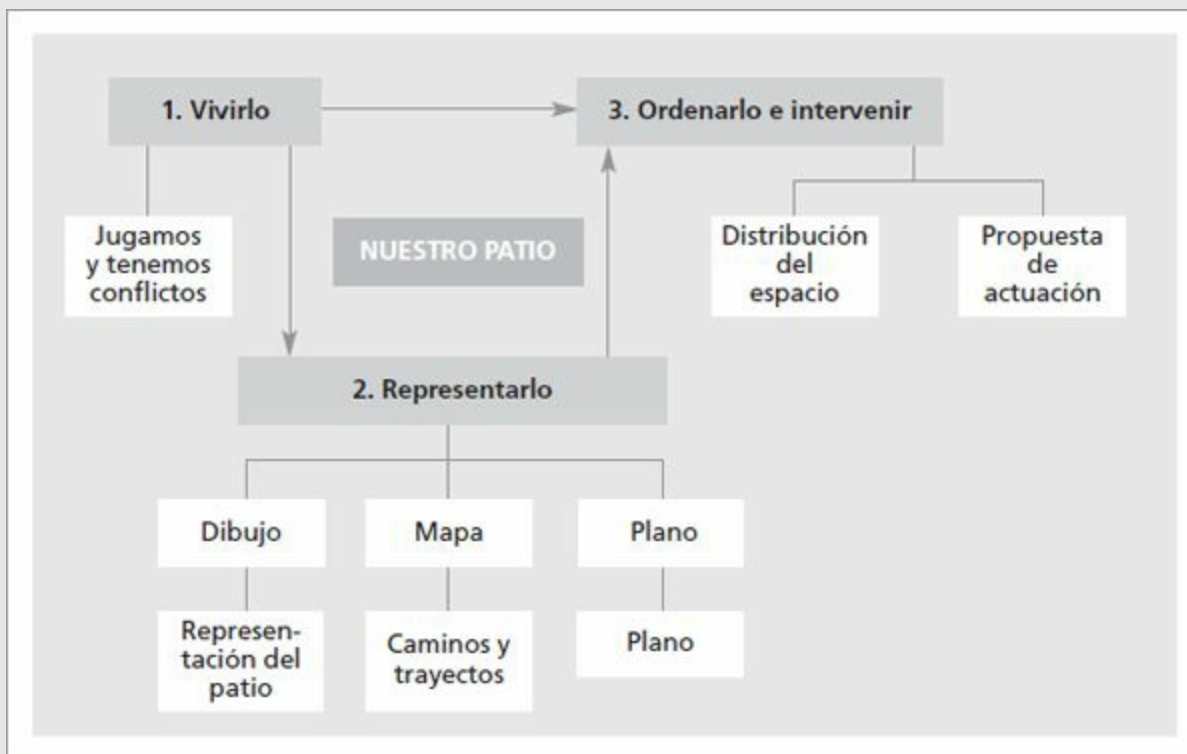 1. Vivirlo
3. Ordenarlo e intervenir
Jugamos
y tenemos
conflictos
NUESTRO PATIO
Distribución
del
espacio
Propuesta
de
actuación
2. Representarlo
Dibujo
Mapa
Plano
Represen-
tación del
patio
Caminos y
trayectos
Plano